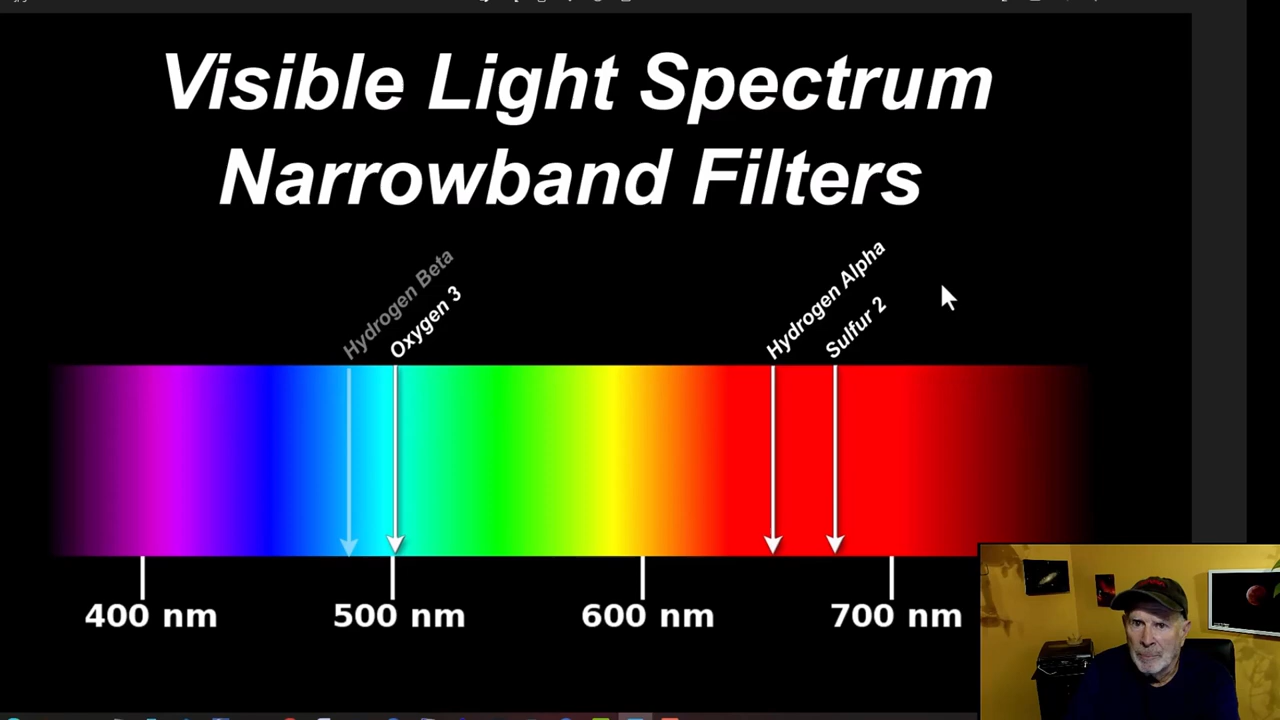 Visible Light Spectrum
Narrowband Filters
Hydrogen Beta
Oxygen 3
Hydrogen Alpha
Sulfur 2
400 nm
500 nm
600 nm
700 nm